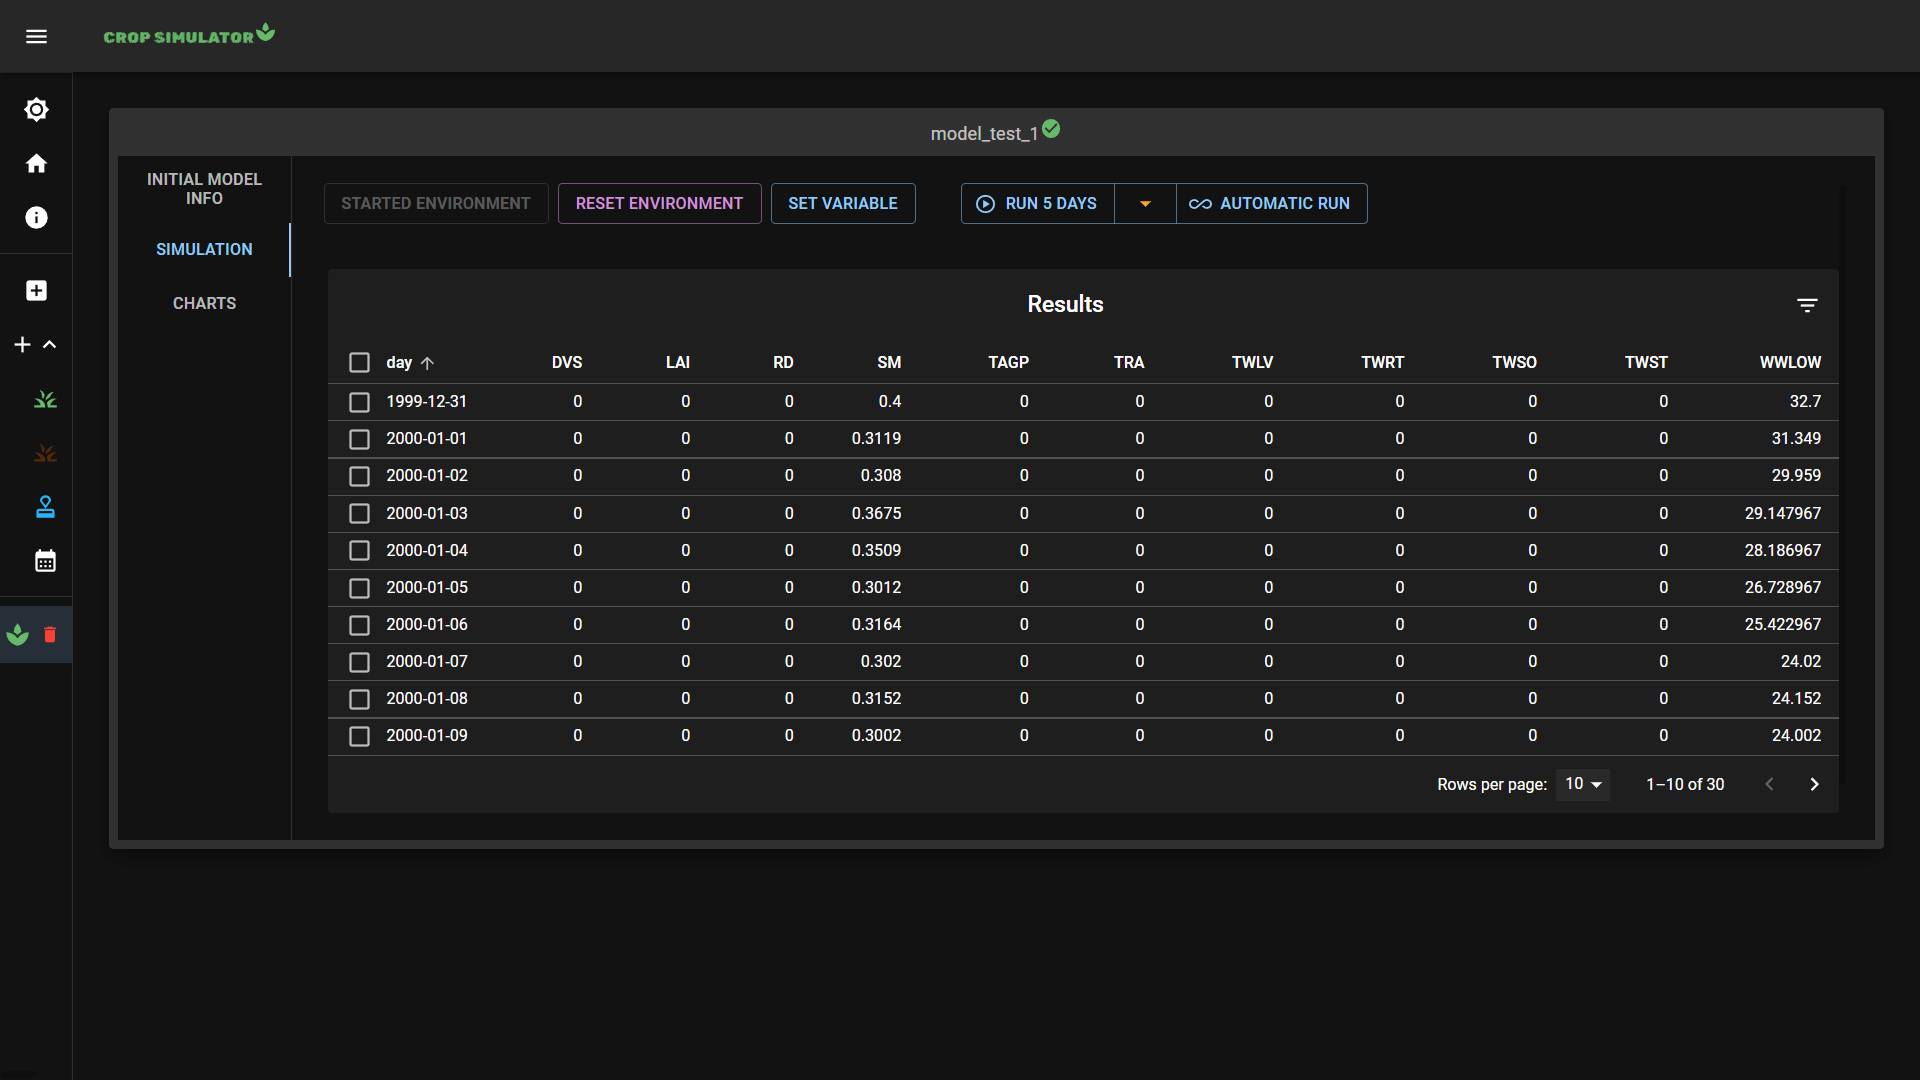 CROP SIMULATOR
model_test_1
INITIAL MODEL
INFO
SIMULATION
CHARTS
STARTED ENVIRONMENT RESET ENVIRONMENT SET VARIABLE RUN 5 DAYS AUTOMATIC RUN
Results
day DVS LAI RD SM TAGP TRA TWLV TWRT TWSO TWST WWLOW
1999-12-31 0 0 0 0.4 0 0 0 0 0 0 32.7
2000-01-01 0 0 0 0.3119 0 0 0 0 0 0 31.349
2000-01-02 0 0 0 0.308 0 0 0 0 0 0 29.959
2000-01-03 0 0 0 0.3675 0 0 0 0 0 0 29.147967
2000-01-04 0 0 0 0.3509 0 0 0 0 0 0 28.186967
2000-01-05 0 0 0 0.3012 0 0 0 0 0 0 26.728967
2000-01-06 0 0 0 0.3164 0 0 0 0 0 0 25.422967
2000-01-07 0 0 0 0.302 0 0 0 0 0 0 24.02
2000-01-08 0 0 0 0.3152 0 0 0 0 0 0 24.152
2000-01-09 0 0 0 0.3002 0 0 0 0 0 0 24.002
Rows per page: 10 1–10 of 30